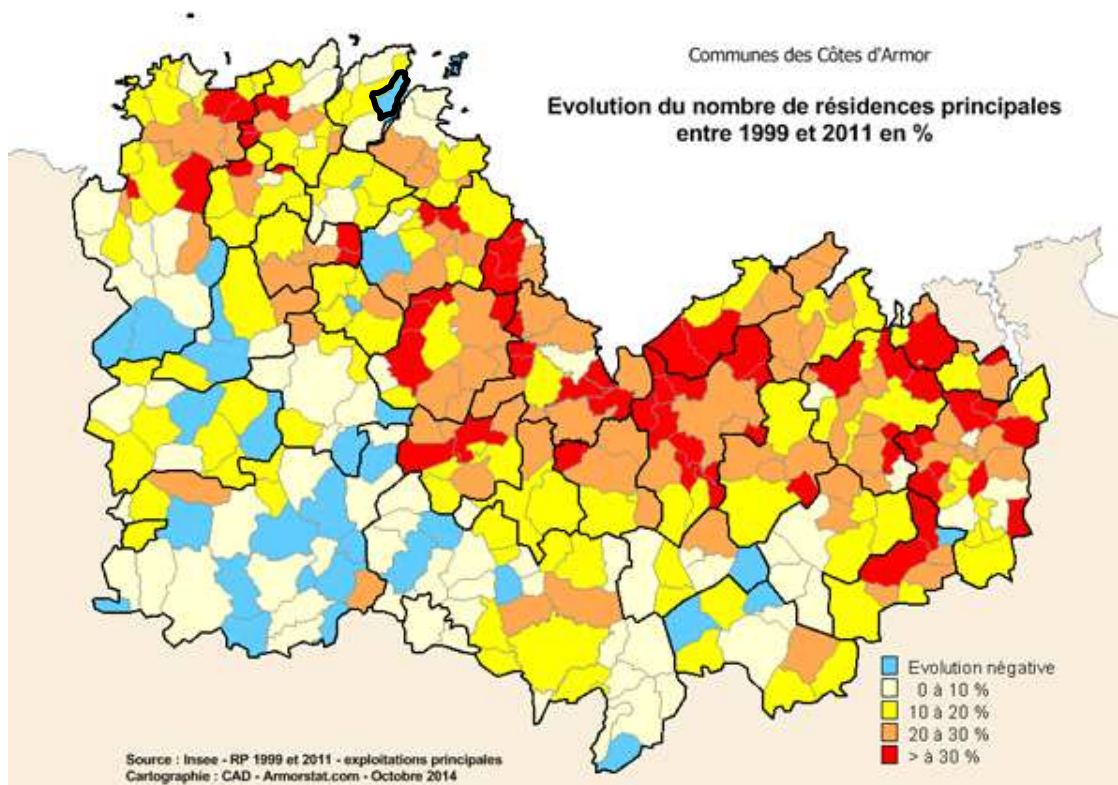 Communes des Côtes d'Armor
Evolution du nombre de résidences principales
entre 1999 et 2011 en %
Evolution négative
0 à 10 %
10 à 20 %
20 à 30 %
> à 30 %
Source : Insee - RP 1999 et 2011 - exploitations principales
Cartographie : CAD - Armorstat.com - Octobre 2014